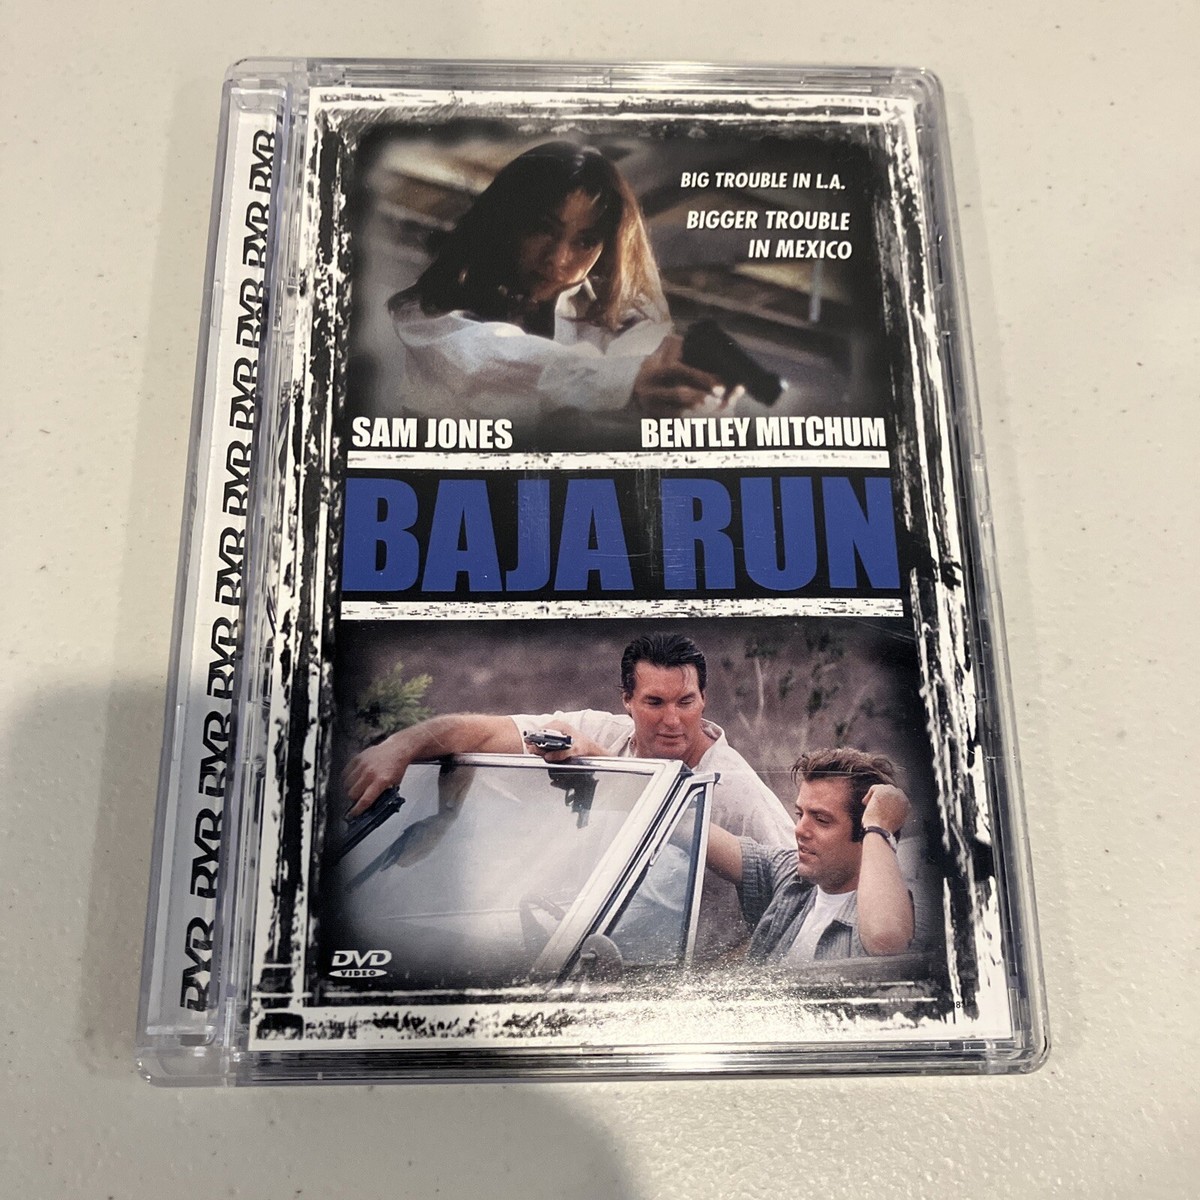 BIG TROUBLE IN L.A.
BIGGER TROUBLE
IN MEXICO
SAM JONES
BENTLEY MITCHUM
BAJA RUN
DVD
VIDEO